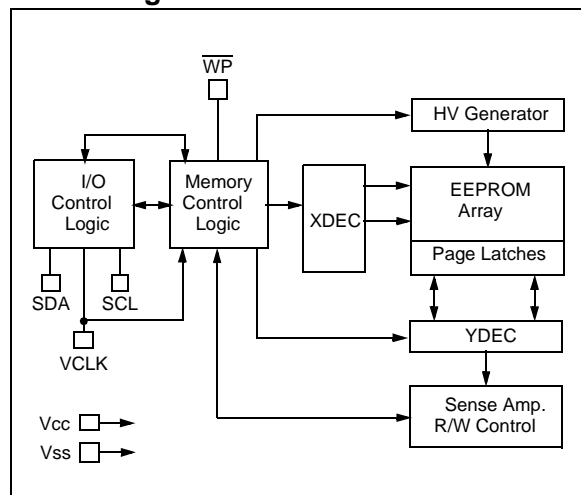 WP
HV Generator
I/O
Control
Logic
Memory
Control
Logic
XDEC
EEPROM
Array
Page Latches
SDA
SCL
VCLK
YDEC
Vcc
Vss
Sense Amp.
R/W Control